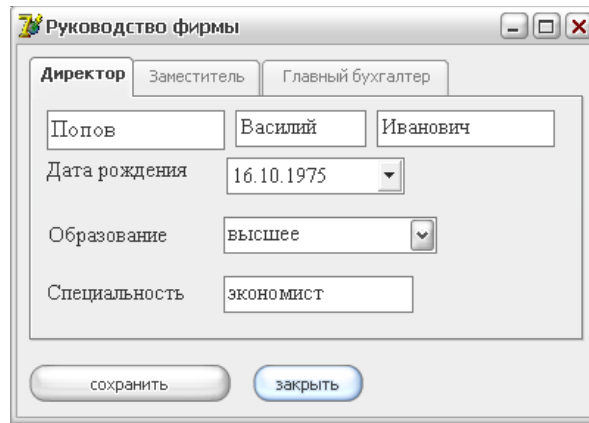 Руководство фирмы
Директор Заместитель Главный бухгалтер
Попов Василий Иванович
Дата рождения 16.10.1975
Образование высшее
Специальность экономист
сохранить закрыть